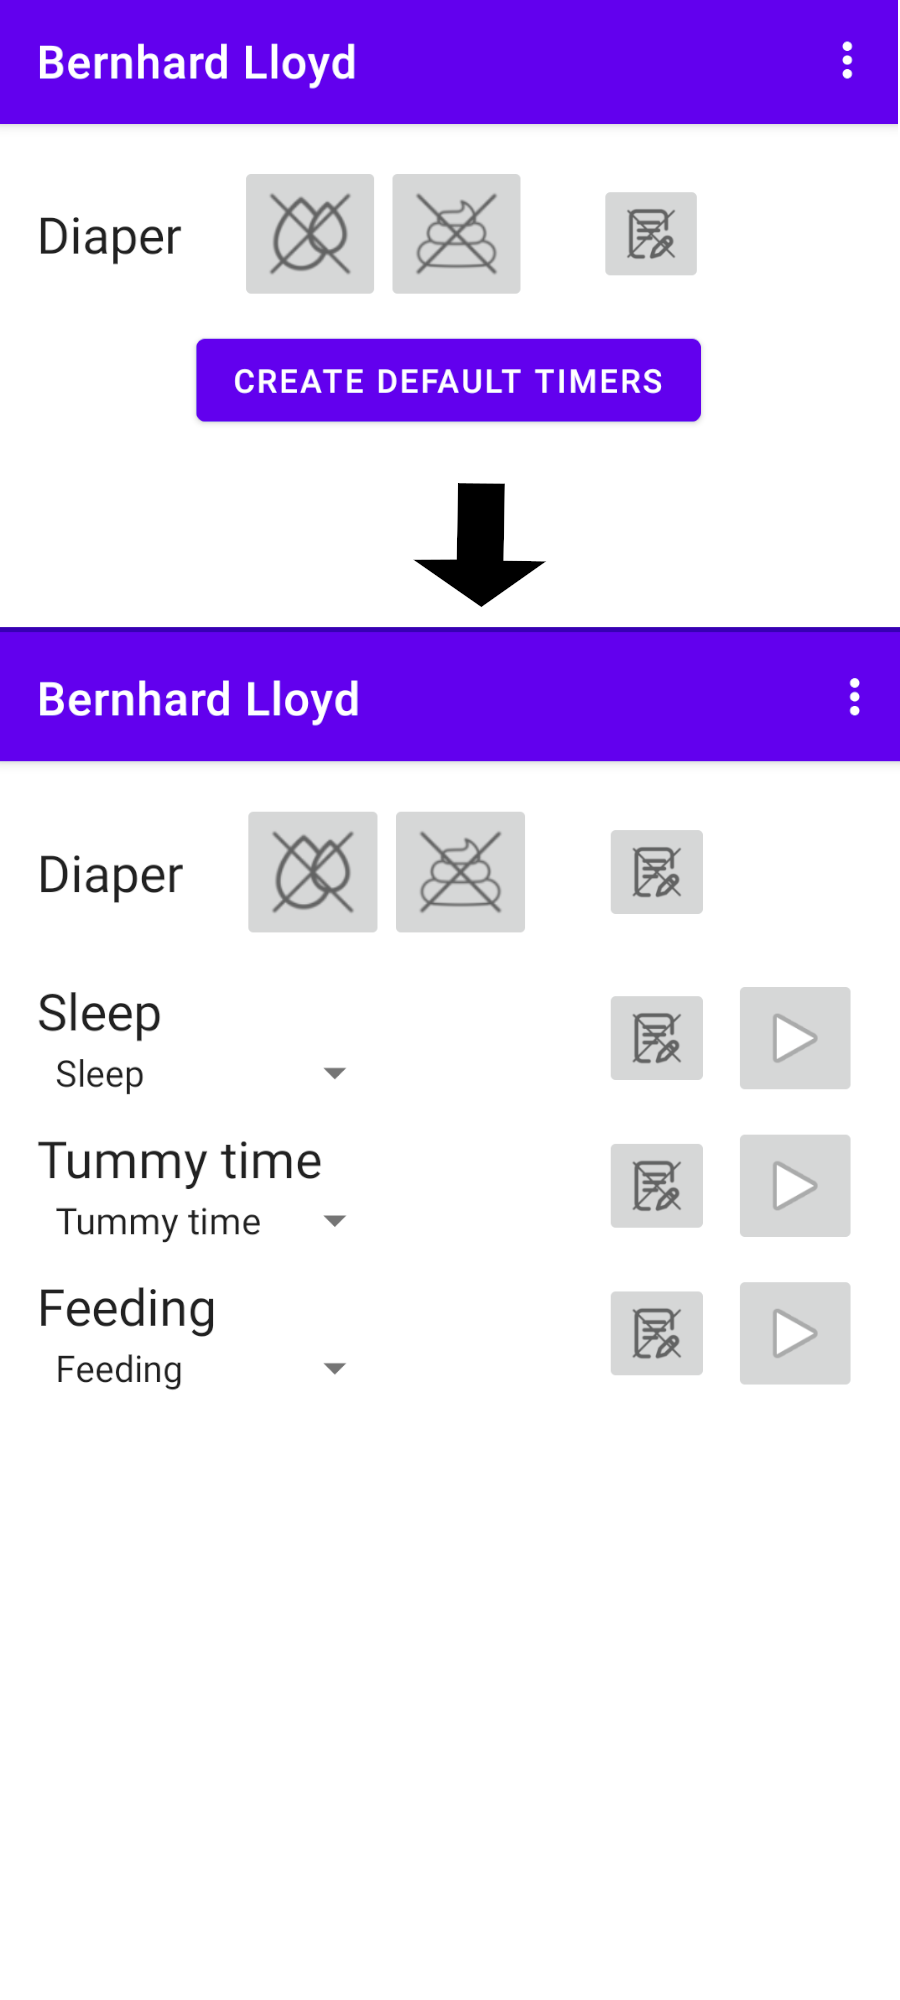 Bernhard Lloyd
Diaper
CREATE DEFAULT TIMERS
Bernhard Lloyd
Diaper
Sleep
Sleep
Tummy time
Tummy time
Feeding
Feeding